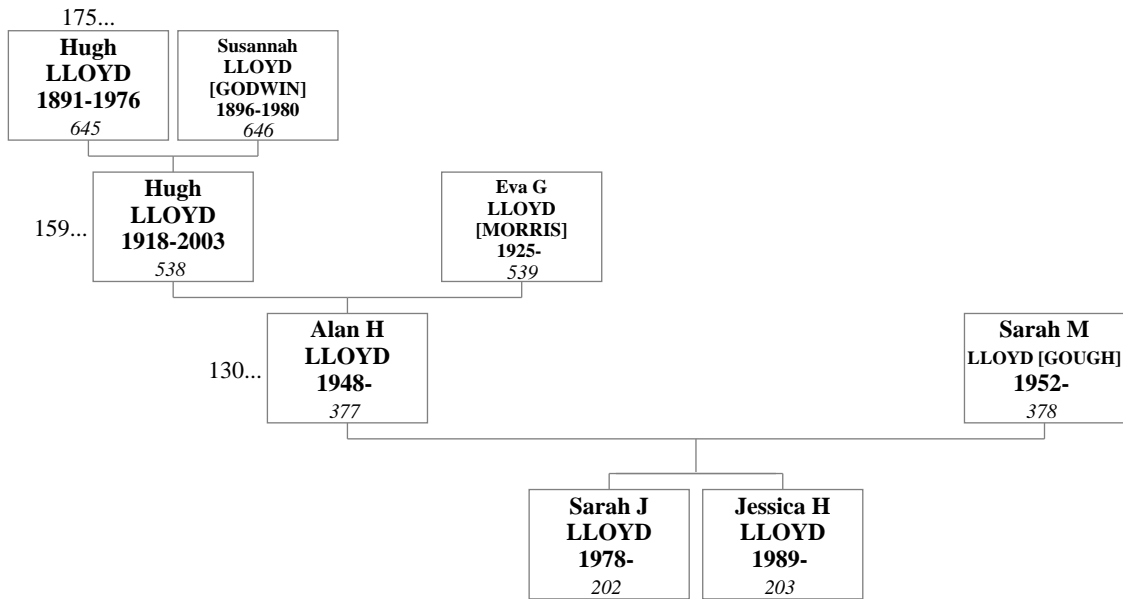 175...
Hugh
LLOYD
1891-1976
645
Susannah
LLOYD
[GODWIN]
1896-1980
646
159...
Hugh
LLOYD
1918-2003
538
Eva G
LLOYD
[MORRIS]
1925-
539
130...
Alan H
LLOYD
1948-
377
Sarah M
LLOYD [GOUGH]
1952-
378
Sarah J
LLOYD
1978-
202
Jessica H
LLOYD
1989-
203